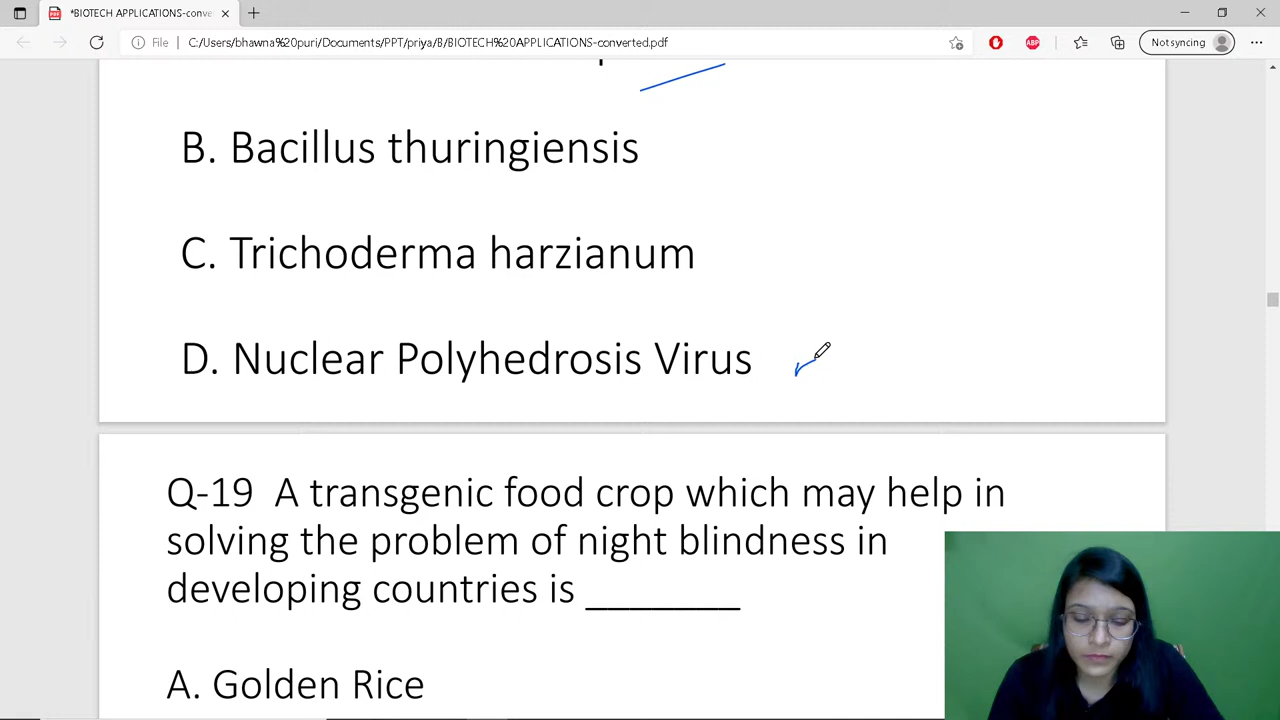 *BIOTECH APPLICATIONS-conve
File C:/Users/bhawna%20puri/Documents/PPT/priya/B/BIOTECH%20APPLICATIONS-converted.pdf
ABP
Not syncing
B. Bacillus thuringiensis
C. Trichoderma harzianum
D. Nuclear Polyhedrosis Virus
Q-19 A transgenic food crop which may help in
solving the problem of night blindness in
developing countries is _______
A. Golden Rice